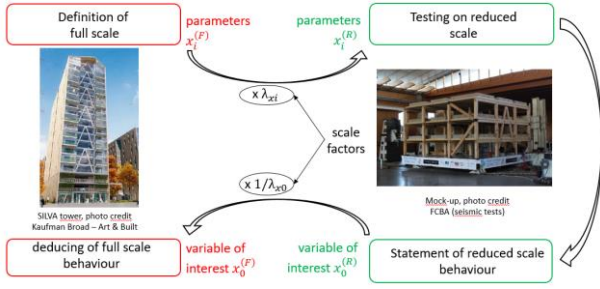 Definition of
full scale
parameters
x_i^(F)
parameters
x_i^(R)
Testing on reduced
scale
x λ_xi
scale
factors
x 1/λ_x0
SILVA tower, photo credit
Kaufman Broad – Art & Built
Mock-up, photo credit
FCBA (seismic tests)
deducing of full scale
behaviour
variable of
interest x_0^(F)
variable of
interest x_0^(R)
Statement of reduced scale
behaviour